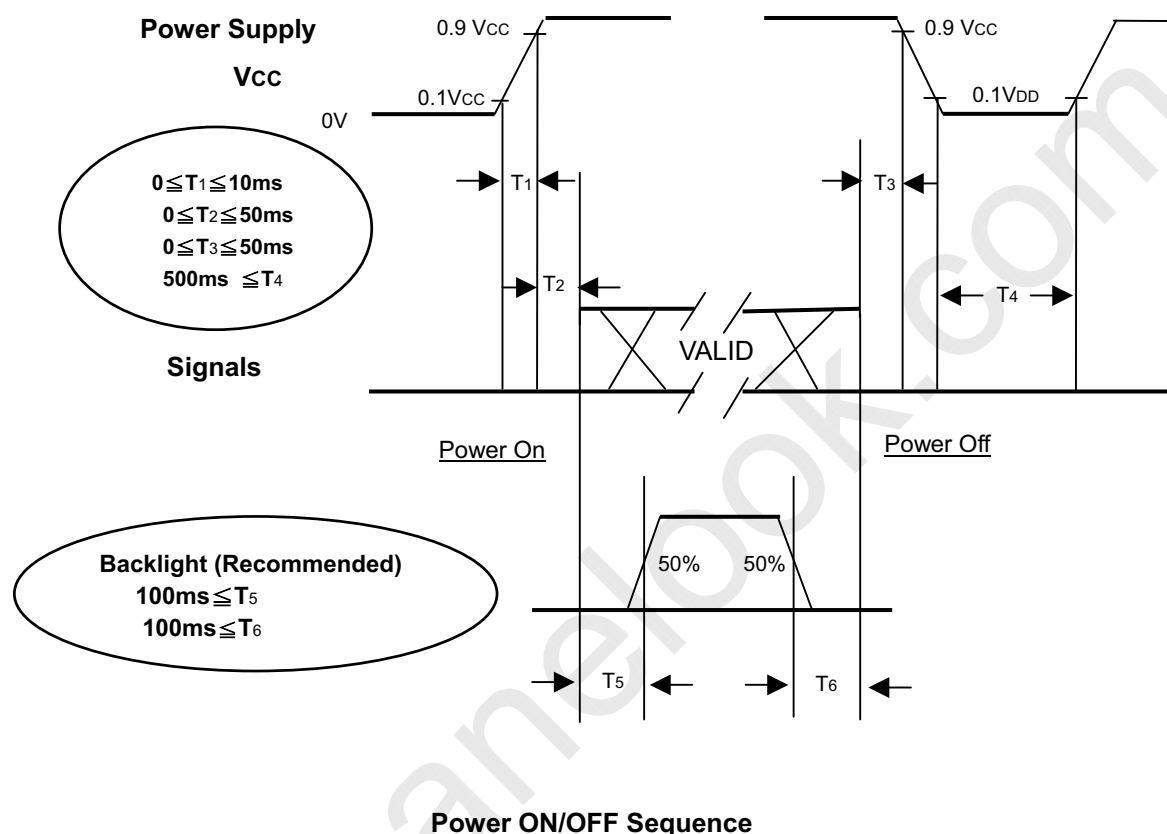 Power Supply
0.9 VCC
0.9 VCC
VCC
0.1VCC
0.1VDD
0V
0≦T1≦10ms
0≦T2≦50ms
0≦T3≦50ms
500ms ≦T4
T1
T3
T2
T4
VALID
Signals
Power On
Power Off
Backlight (Recommended)
100ms≦T5
100ms≦T6
50%
50%
T5
T6
anelook.com
Power ON/OFF Sequence